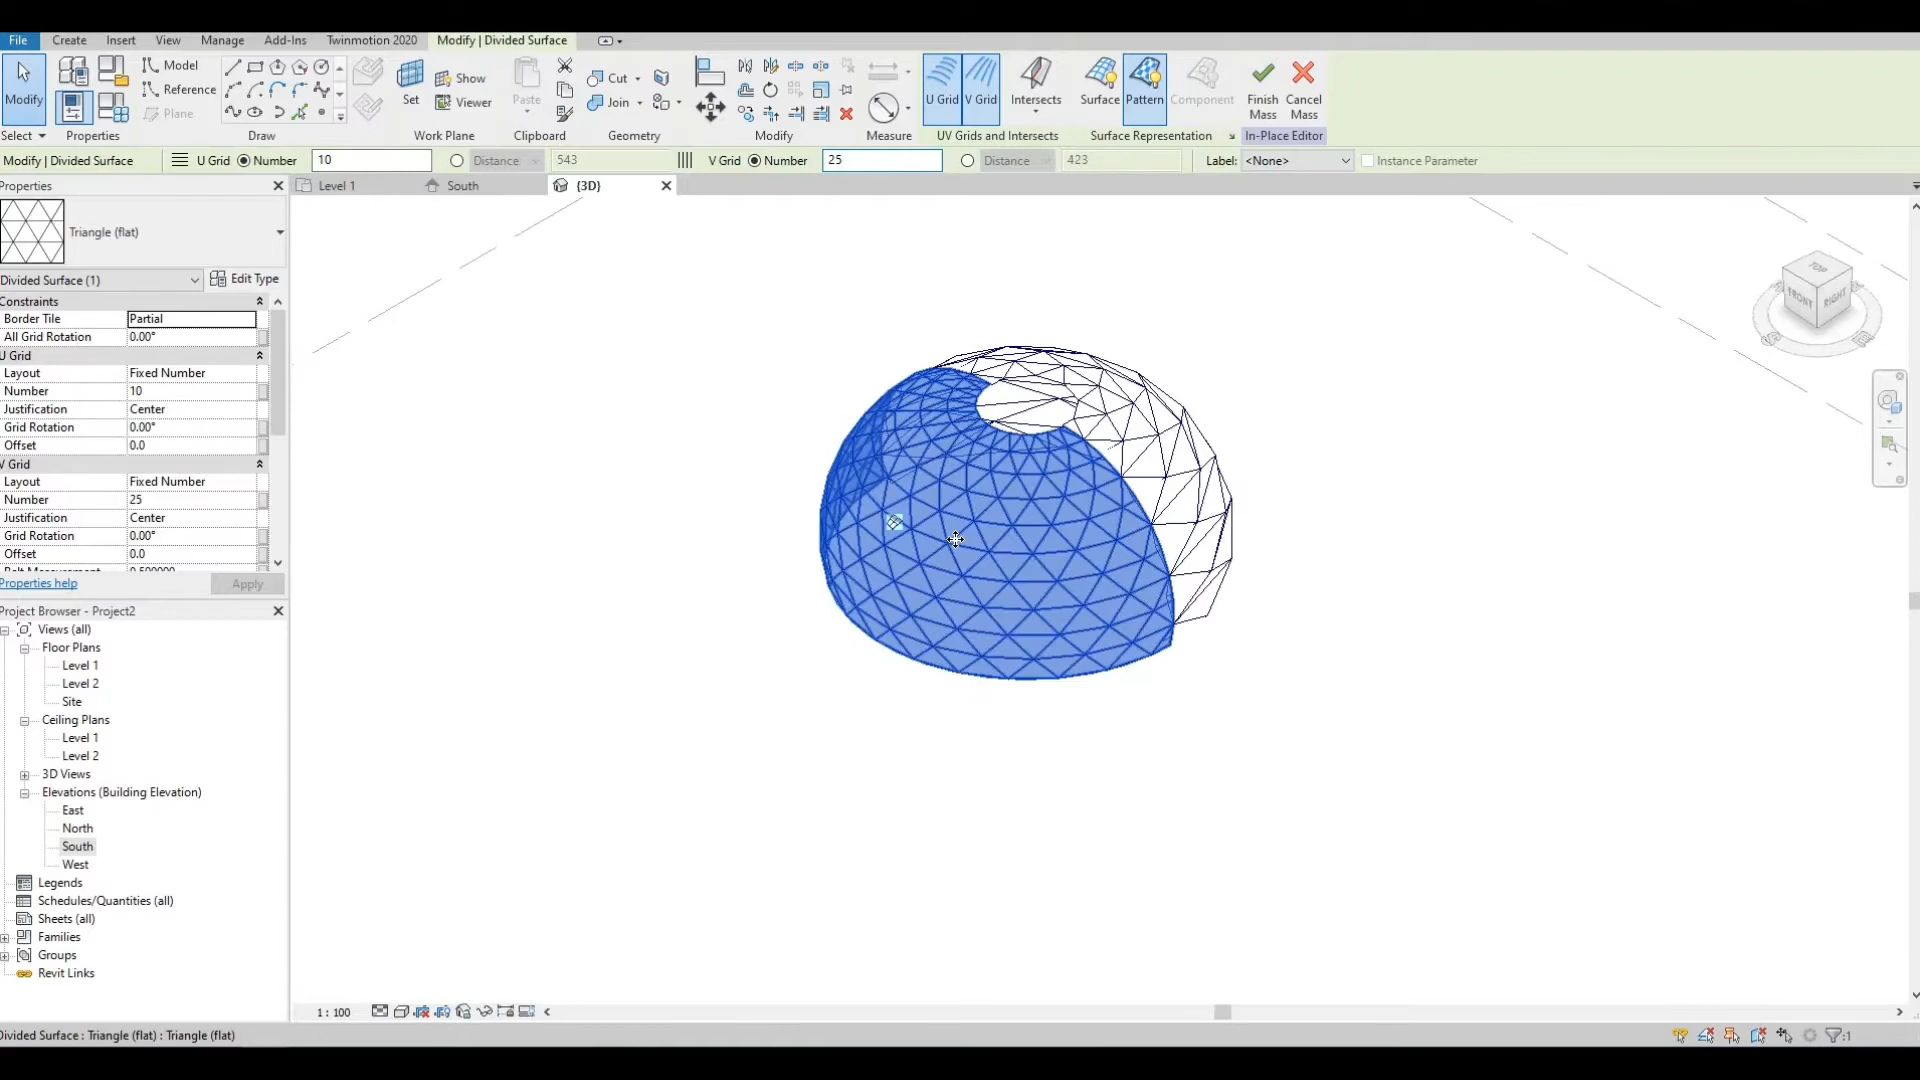 File Create Insert View Manage Add-Ins Twinmotion 2020 Modify | Divided Surface
Modify Model Reference Plane Set Show Viewer Paste Cut Join U Grid V Grid Intersects Surface Pattern Component Finish Mass Cancel Mass
Select Properties Draw Work Plane Clipboard Geometry Modify Measure UV Grids and Intersects Surface Representation In-Place Editor
Modify | Divided Surface U Grid Number 10 Distance 543 V Grid Number 25 Distance 423 Label: <None> Instance Parameter
Properties
Level 1 South {3D}
Triangle (flat)
Divided Surface (1) Edit Type
Constraints
Border Tile Partial
All Grid Rotation 0.00°
U Grid
Layout Fixed Number
Number 10
Justification Center
Grid Rotation 0.00°
Offset 0.0
V Grid
Layout Fixed Number
Number 25
Justification Center
Grid Rotation 0.00°
Offset 0.0
Properties help Apply
Project Browser - Project2
Views (all)
Floor Plans
Level 1
Level 2
Site
Ceiling Plans
Level 1
Level 2
3D Views
Elevations (Building Elevation)
East
North
South
West
Legends
Schedules/Quantities (all)
Sheets (all)
Families
Groups
Revit Links
TOP
FRONT
RIGHT
1 : 100
Divided Surface : Triangle (flat) : Triangle (flat)
:1